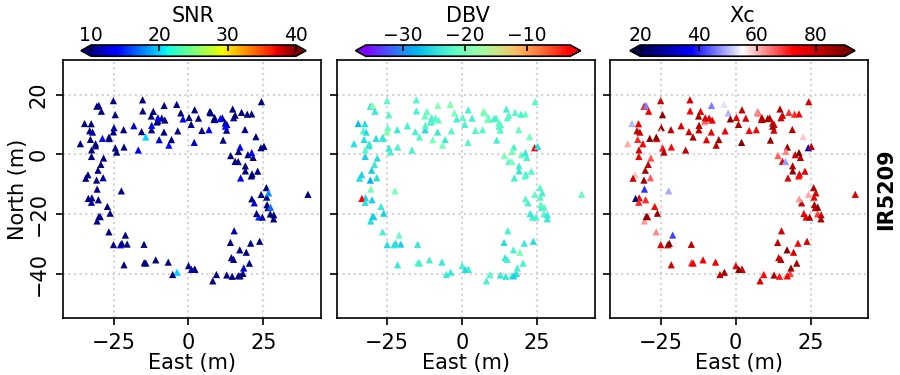 SNR DBV Xc
10 20 30 40 −30 −20 −10 20 40 60 80
20
0
−20
−40
North (m)
−25 0 25 −25 0 25 −25 0 25
East (m) East (m) East (m)
IR5209